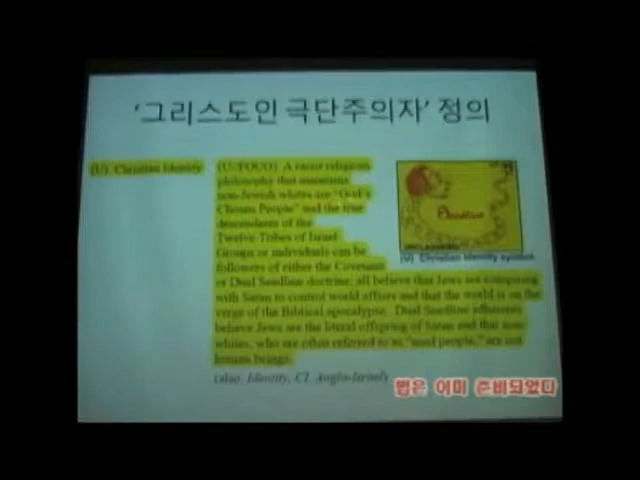 '그리스도인 극단주의자' 정의
(U) Christian Identity
(U//FOUO) A racist religious
philosophy that maintains
non-Jewish whites are "God's
Chosen People" and the true
descendants of the
Twelve Tribes of Israel.
Groups or individuals can be
followers of either the Covenant
or Dual Seedline doctrine; all believe that Jews are conspiring
with Satan to control world affairs and that the world is on the
verge of the Biblical apocalypse. Dual Seedline adherents
believe Jews are the literal offspring of Satan and that non-
whites, who are often referred to as "mud people," are not
human beings.
(also: Identity, CI, Anglo-Israel)
(U) Christian Identity symbol
법은 이미 준비되었다